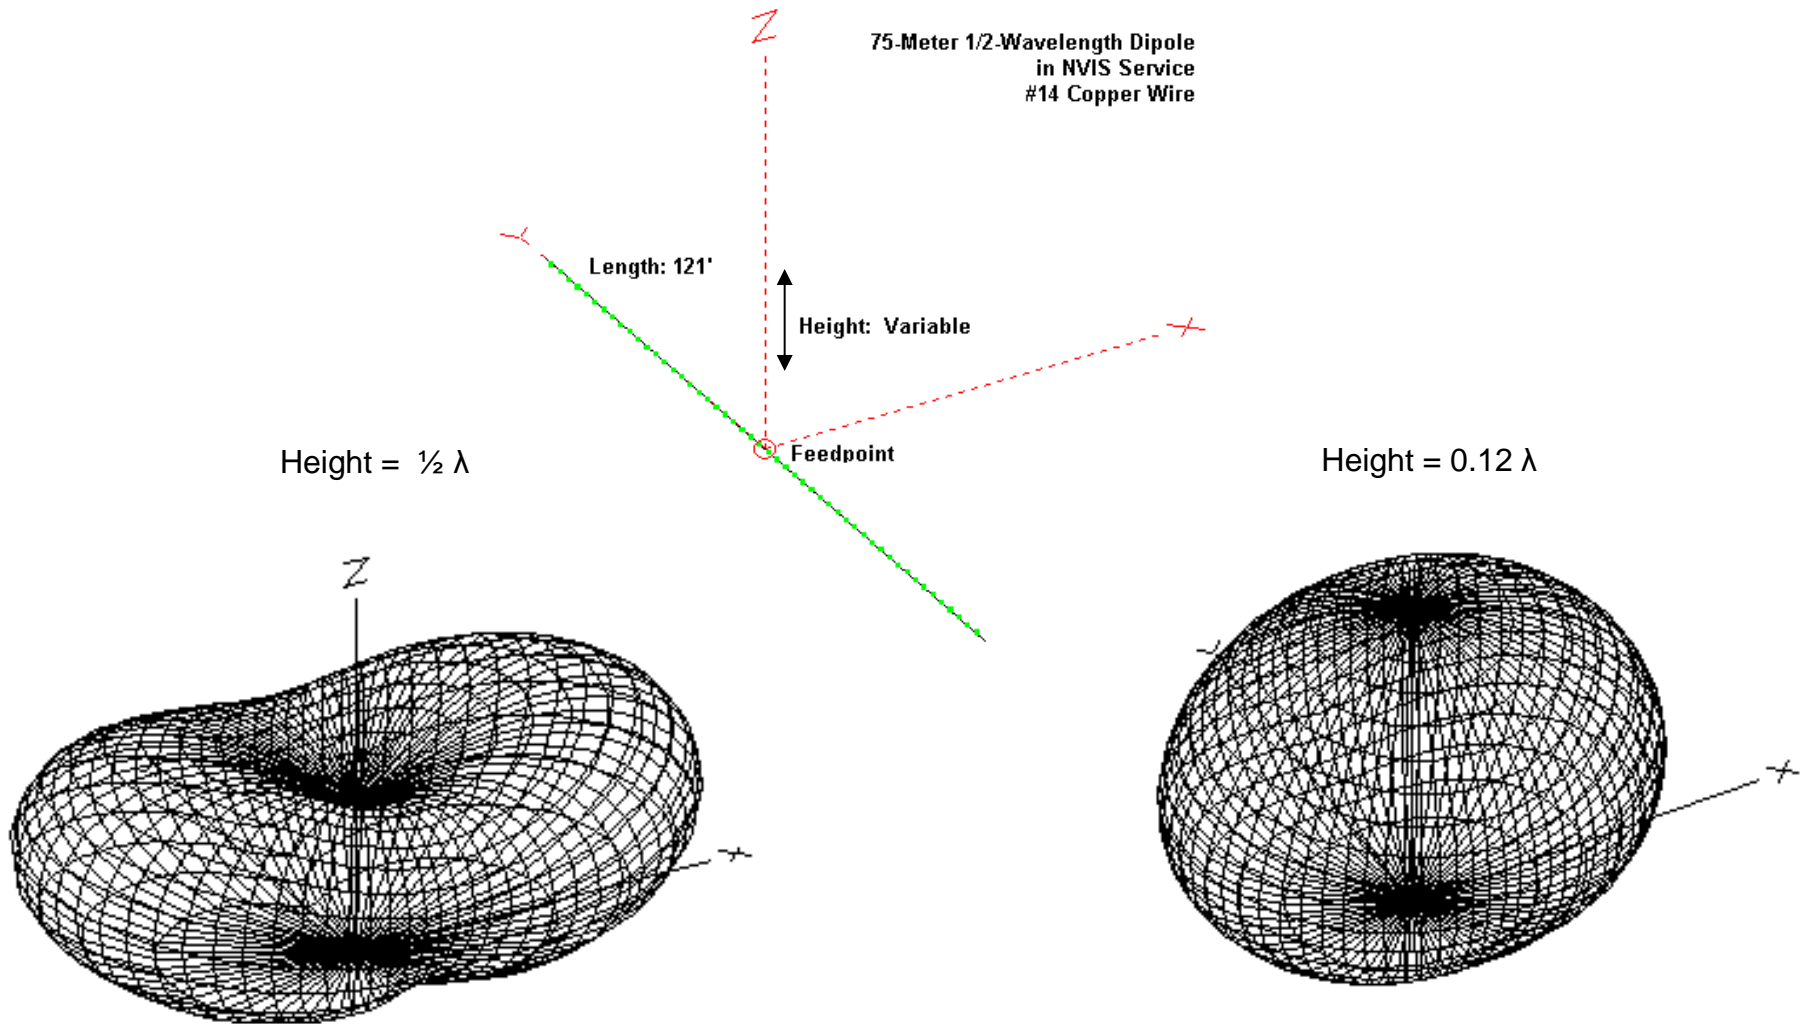 Z
75-Meter 1/2-Wavelength Dipole
in NVIS Service
#14 Copper Wire
Y
Length: 121'
Height: Variable
X
Feedpoint
Height = ½ λ
Height = 0.12 λ
Z
X
Y
X